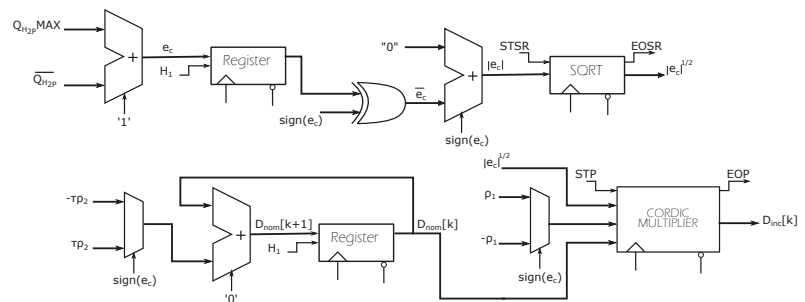 Q_H2P MAX
e_c
Register
H_1
Q̅_H2P
'1'
sign(e_c)
"0"
e̅_c
|e_c|
sign(e_c)
STSR
EOSR
SQRT
|e_c|^1/2
-τρ_2
τρ_2
sign(e_c)
D_nom[k+1]
Register
H_1
'0'
D_nom[k]
|e_c|^1/2
ρ_1
-ρ_1
sign(e_c)
STP
EOP
CORDIC
MULTIPLIER
D_inc[k]
+
+
+